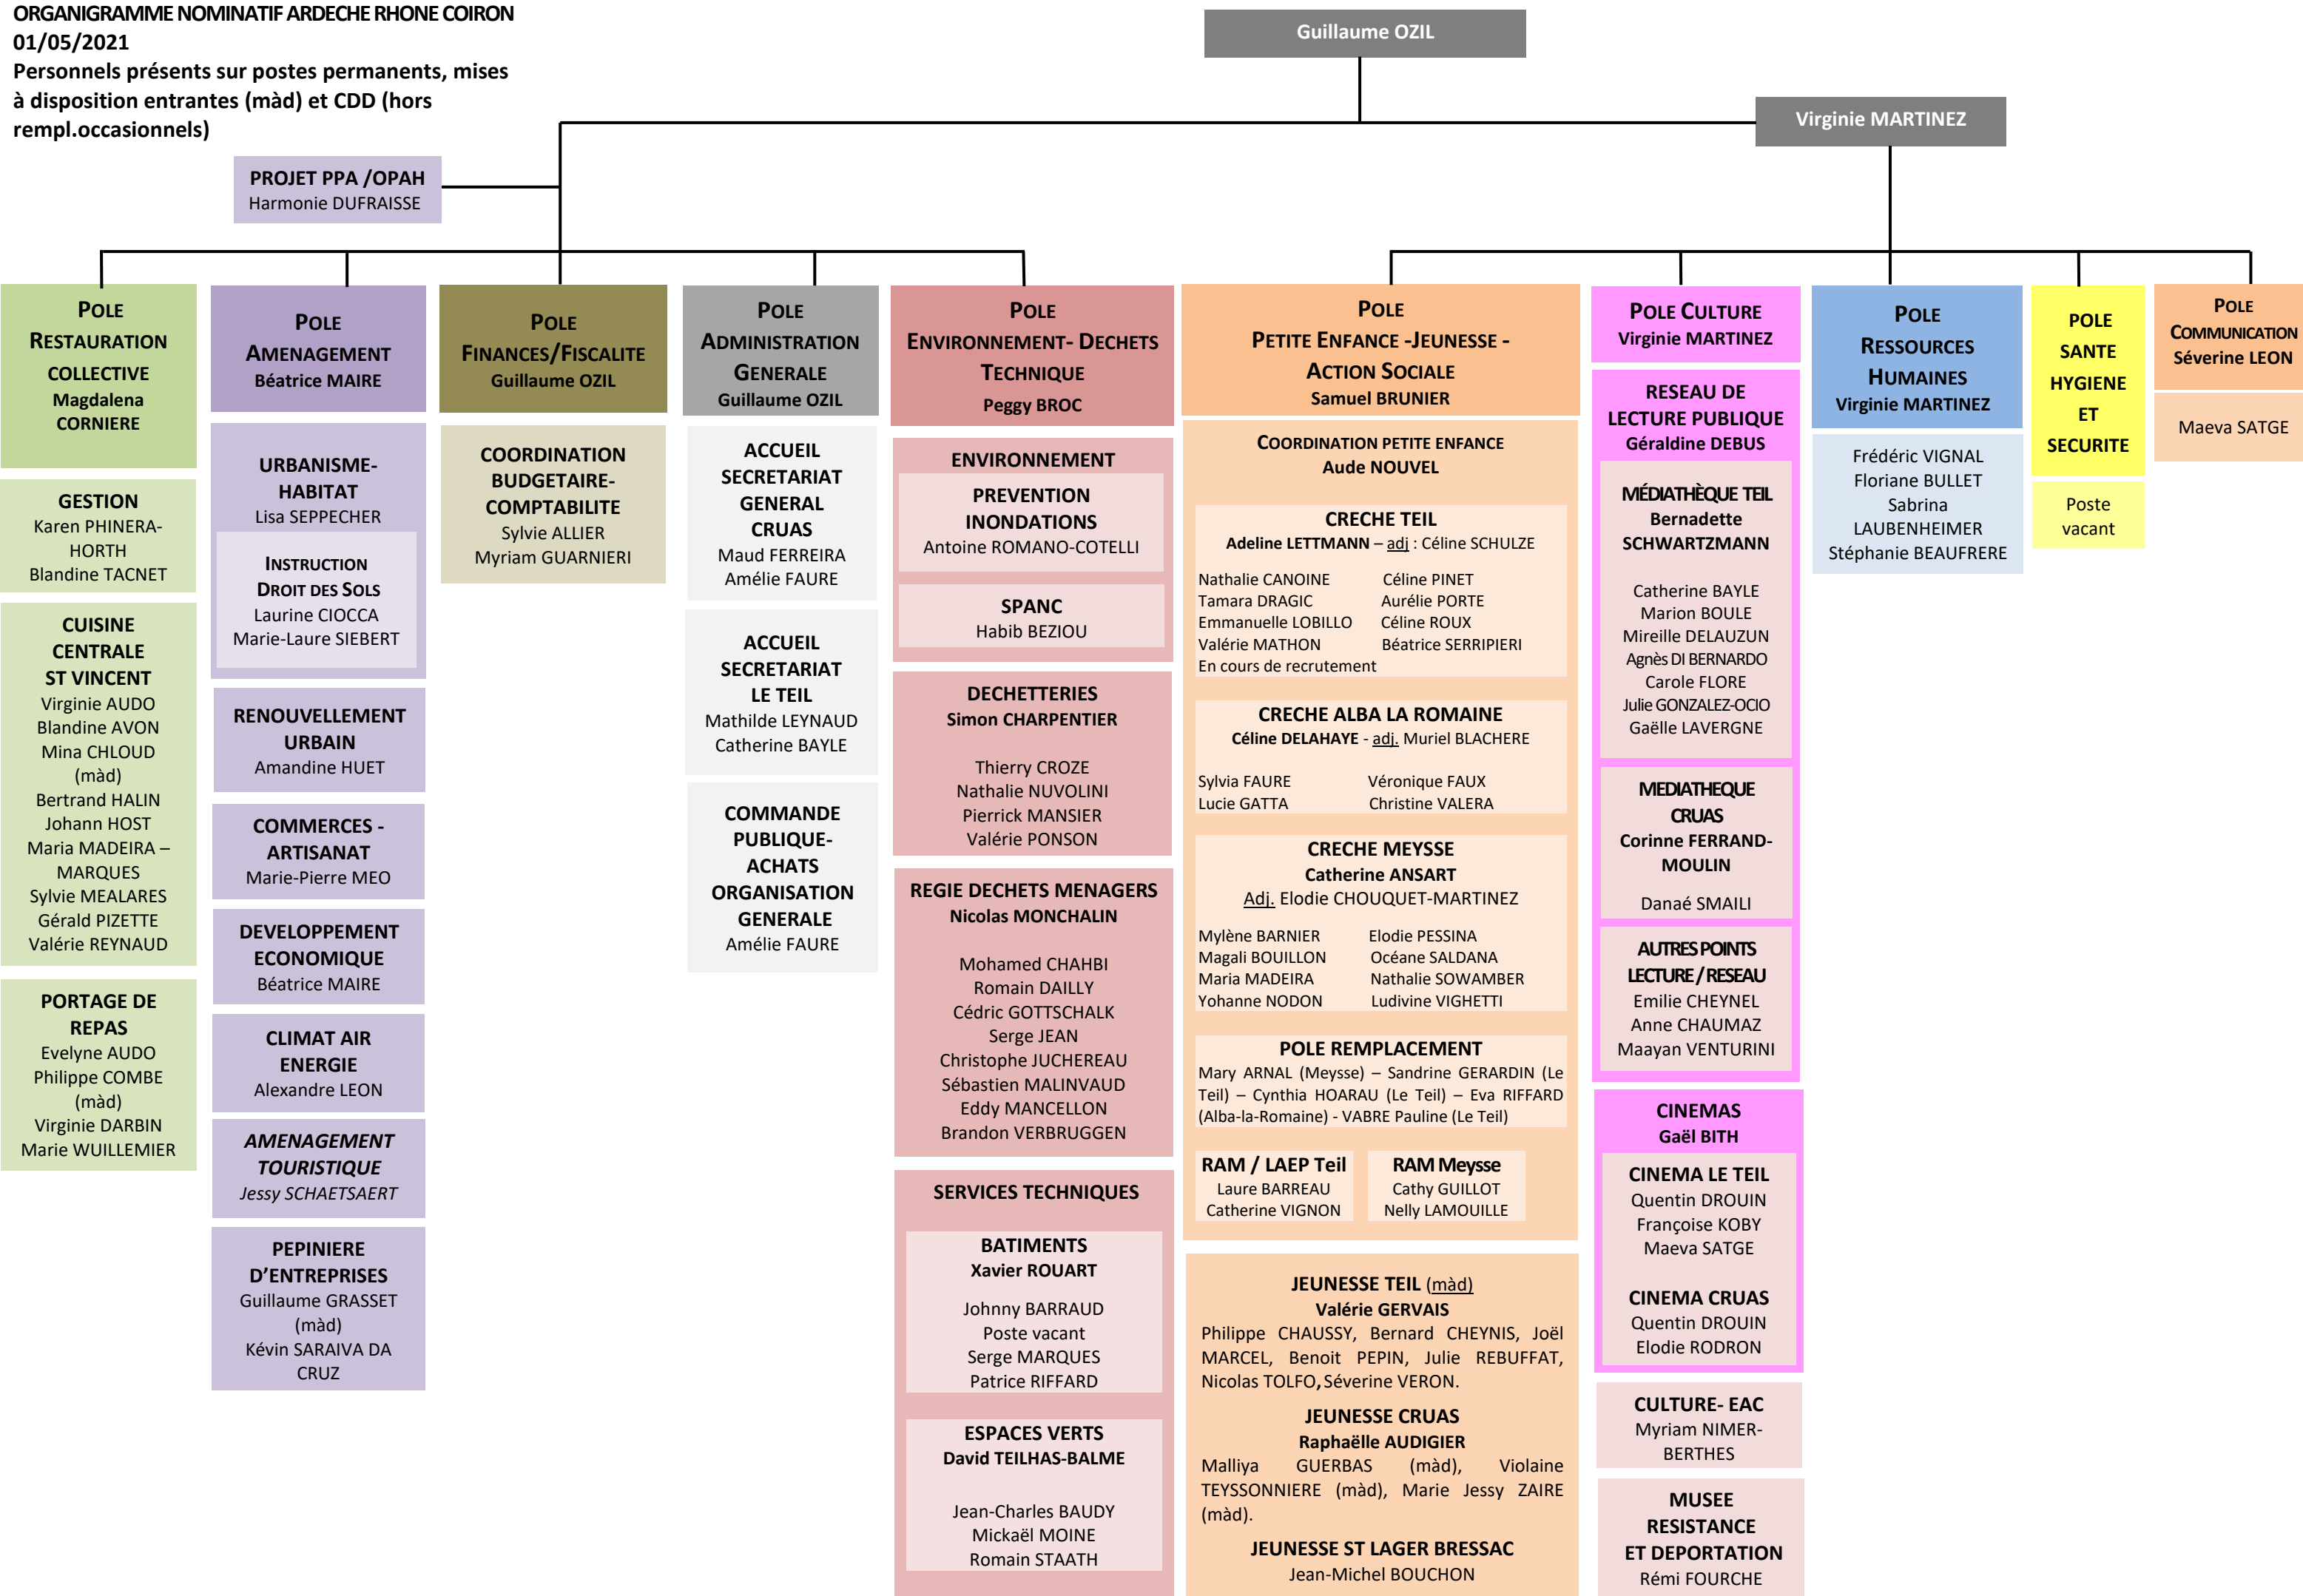 ORGANIGRAMME NOMINATIF ARDECHE RHONE COIRON
01/05/2021
Personnels présents sur postes permanents, mises
à disposition entrantes (màd) et CDD (hors
rempl.occasionnels)
Guillaume OZIL
Virginie MARTINEZ
PROJET PPA /OPAH
Harmonie DUFRAISSE
POLE
RESTAURATION
COLLECTIVE
Magdalena
CORNIERE
GESTION
Karen PHINERA-
HORTH
Blandine TACNET
CUISINE
CENTRALE
ST VINCENT
Virginie AUDO
Blandine AVON
Mina CHLOUD
(màd)
Bertrand HALIN
Johann HOST
Maria MADEIRA –
MARQUES
Sylvie MEALARES
Gérald PIZETTE
Valérie REYNAUD
PORTAGE DE
REPAS
Evelyne AUDO
Philippe COMBE
(màd)
Virginie DARBIN
Marie WUILLEMIER
POLE
AMENAGEMENT
Béatrice MAIRE
URBANISME-
HABITAT
Lisa SEPPECHER
INSTRUCTION
DROIT DES SOLS
Laurine CIOCCA
Marie-Laure SIEBERT
RENOUVELLEMENT
URBAIN
Amandine HUET
COMMERCES -
ARTISANAT
Marie-Pierre MEO
DEVELOPPEMENT
ECONOMIQUE
Béatrice MAIRE
CLIMAT AIR
ENERGIE
Alexandre LEON
AMENAGEMENT
TOURISTIQUE
Jessy SCHAETSAERT
PEPINIERE
D'ENTREPRISES
Guillaume GRASSET
(màd)
Kévin SARAIVA DA
CRUZ
POLE
FINANCES/FISCALITE
Guillaume OZIL
COORDINATION
BUDGETAIRE-
COMPTABILITE
Sylvie ALLIER
Myriam GUARNIERI
POLE
ADMINISTRATION
GENERALE
Guillaume OZIL
ACCUEIL
SECRETARIAT
GENERAL
CRUAS
Maud FERREIRA
Amélie FAURE
ACCUEIL
SECRETARIAT
LE TEIL
Mathilde LEYNAUD
Catherine BAYLE
COMMANDE
PUBLIQUE-
ACHATS
ORGANISATION
GENERALE
Amélie FAURE
POLE
ENVIRONNEMENT- DECHETS
TECHNIQUE
Peggy BROC
ENVIRONNEMENT
PREVENTION
INONDATIONS
Antoine ROMANO-COTELLI
SPANC
Habib BEZIOU
DECHETTERIES
Simon CHARPENTIER
Thierry CROZE
Nathalie NUVOLINI
Pierrick MANSIER
Valérie PONSON
REGIE DECHETS MENAGERS
Nicolas MONCHALIN
Mohamed CHAHBI
Romain DAILLY
Cédric GOTTSCHALK
Serge JEAN
Christophe JUCHEREAU
Sébastien MALINVAUD
Eddy MANCELLON
Brandon VERBRUGGEN
SERVICES TECHNIQUES
BATIMENTS
Xavier ROUART
Johnny BARRAUD
Poste vacant
Serge MARQUES
Patrice RIFFARD
ESPACES VERTS
David TEILHAS-BALME
Jean-Charles BAUDY
Mickaël MOINE
Romain STAATH
POLE
PETITE ENFANCE -JEUNESSE -
ACTION SOCIALE
Samuel BRUNIER
COORDINATION PETITE ENFANCE
Aude NOUVEL
CRECHE TEIL
Adeline LETTMANN – adj : Céline SCHULZE
Nathalie CANOINE Céline PINET
Tamara DRAGIC Aurélie PORTE
Emmanuelle LOBILLO Céline ROUX
Valérie MATHON Béatrice SERRIPIERI
En cours de recrutement
CRECHE ALBA LA ROMAINE
Céline DELAHAYE - adj. Muriel BLACHERE
Sylvia FAURE Véronique FAUX
Lucie GATTA Christine VALERA
CRECHE MEYSSE
Catherine ANSART
Adj. Elodie CHOUQUET-MARTINEZ
Mylène BARNIER Elodie PESSINA
Magali BOUILLON Océane SALDANA
Maria MADEIRA Nathalie SOWAMBER
Yohanne NODON Ludivine VIGHETTI
POLE REMPLACEMENT
Mary ARNAL (Meysse) – Sandrine GERARDIN (Le
Teil) – Cynthia HOARAU (Le Teil) – Eva RIFFARD
(Alba-la-Romaine) - VABRE Pauline (Le Teil)
RAM / LAEP Teil
Laure BARREAU
Catherine VIGNON
RAM Meysse
Cathy GUILLOT
Nelly LAMOUILLE
JEUNESSE TEIL (màd)
Valérie GERVAIS
Philippe CHAUSSY, Bernard CHEYNIS, Joël
MARCEL, Benoit PEPIN, Julie REBUFFAT,
Nicolas TOLFO, Séverine VERON.
JEUNESSE CRUAS
Raphaëlle AUDIGIER
Malliya GUERBAS (màd), Violaine
TEYSSONNIERE (màd), Marie Jessy ZAIRE
(màd).
JEUNESSE ST LAGER BRESSAC
Jean-Michel BOUCHON
POLE CULTURE
Virginie MARTINEZ
RESEAU DE
LECTURE PUBLIQUE
Géraldine DEBUS
MÉDIATHÈQUE TEIL
Bernadette
SCHWARTZMANN
Catherine BAYLE
Marion BOULE
Mireille DELAUZUN
Agnès DI BERNARDO
Carole FLORE
Julie GONZALEZ-OCIO
Gaëlle LAVERGNE
MEDIATHEQUE
CRUAS
Corinne FERRAND-
MOULIN
Danaé SMAILI
AUTRES POINTS
LECTURE / RESEAU
Emilie CHEYNEL
Anne CHAUMAZ
Maayan VENTURINI
CINEMAS
Gaël BITH
CINEMA LE TEIL
Quentin DROUIN
Françoise KOBY
Maeva SATGE
CINEMA CRUAS
Quentin DROUIN
Elodie RODRON
CULTURE- EAC
Myriam NIMER-
BERTHES
MUSEE
RESISTANCE
ET DEPORTATION
Rémi FOURCHE
POLE
RESSOURCES
HUMAINES
Virginie MARTINEZ
Frédéric VIGNAL
Floriane BULLET
Sabrina
LAUBENHEIMER
Stéphanie BEAUFRERE
POLE
SANTE
HYGIENE
ET
SECURITE
Poste
vacant
POLE
COMMUNICATION
Séverine LEON
Maeva SATGE